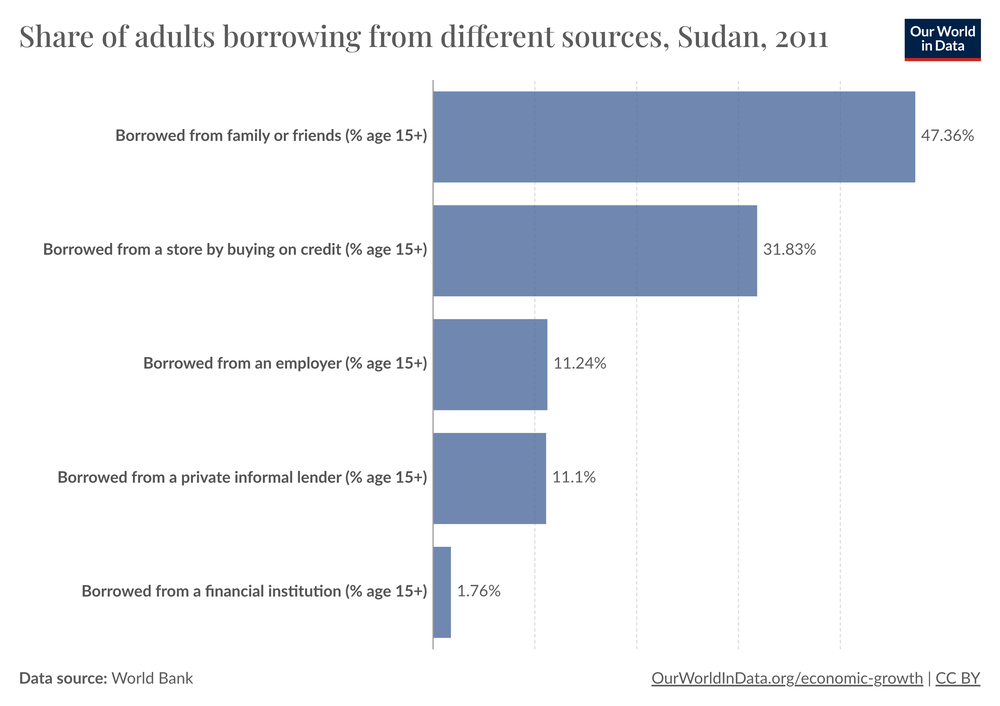 Share of adults borrowing from different sources, Sudan, 2011
Our World
in Data
Borrowed from family or friends (% age 15+)
47.36%
Borrowed from a store by buying on credit (% age 15+)
31.83%
Borrowed from an employer (% age 15+)
11.24%
Borrowed from a private informal lender (% age 15+)
11.1%
Borrowed from a financial institution (% age 15+)
1.76%
Data source: World Bank
OurWorldInData.org/economic-growth | CC BY